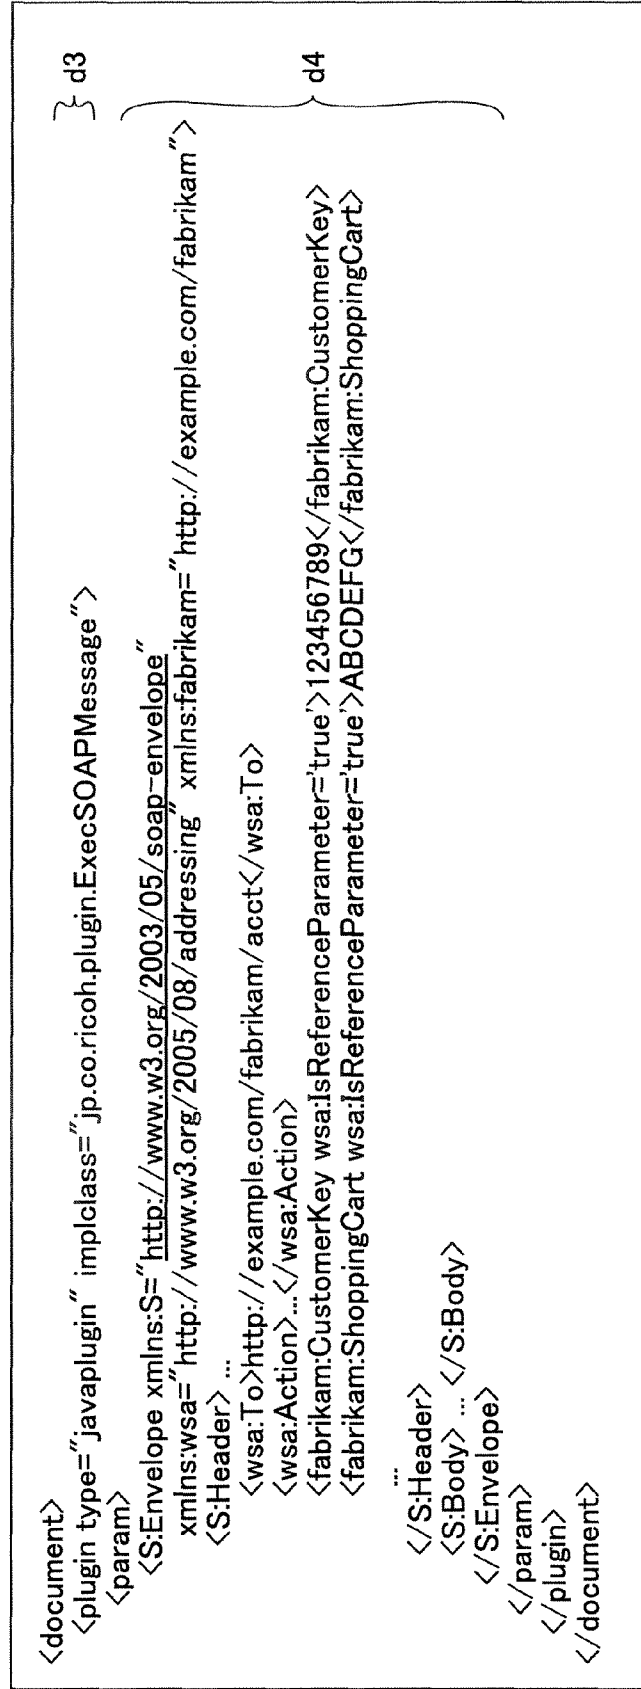 <document>
<plugin type="javaplugin" implclass="jp.co.ricoh.plugin.ExecSOAPMessage">
<param>
<S:Envelope xmlns:S="http://www.w3.org/2003/05/soap-envelope"
xmlns:wsa="http://www.w3.org/2005/08/addressing" xmlns:fabrikam="http://example.com/fabrikam">
<S:Header> ...
<wsa:To>http://example.com/fabrikam/acct</wsa:To>
<wsa:Action>...</wsa:Action>
<fabrikam:CustomerKey wsa:IsReferenceParameter='true'>123456789</fabrikam:CustomerKey>
<fabrikam:ShoppingCart wsa:IsReferenceParameter='true'>ABCDEFG</fabrikam:ShoppingCart>
...
</S:Header>
<S:Body> ... </S:Body>
</S:Envelope>
</param>
</plugin>
</document>
d3
d4